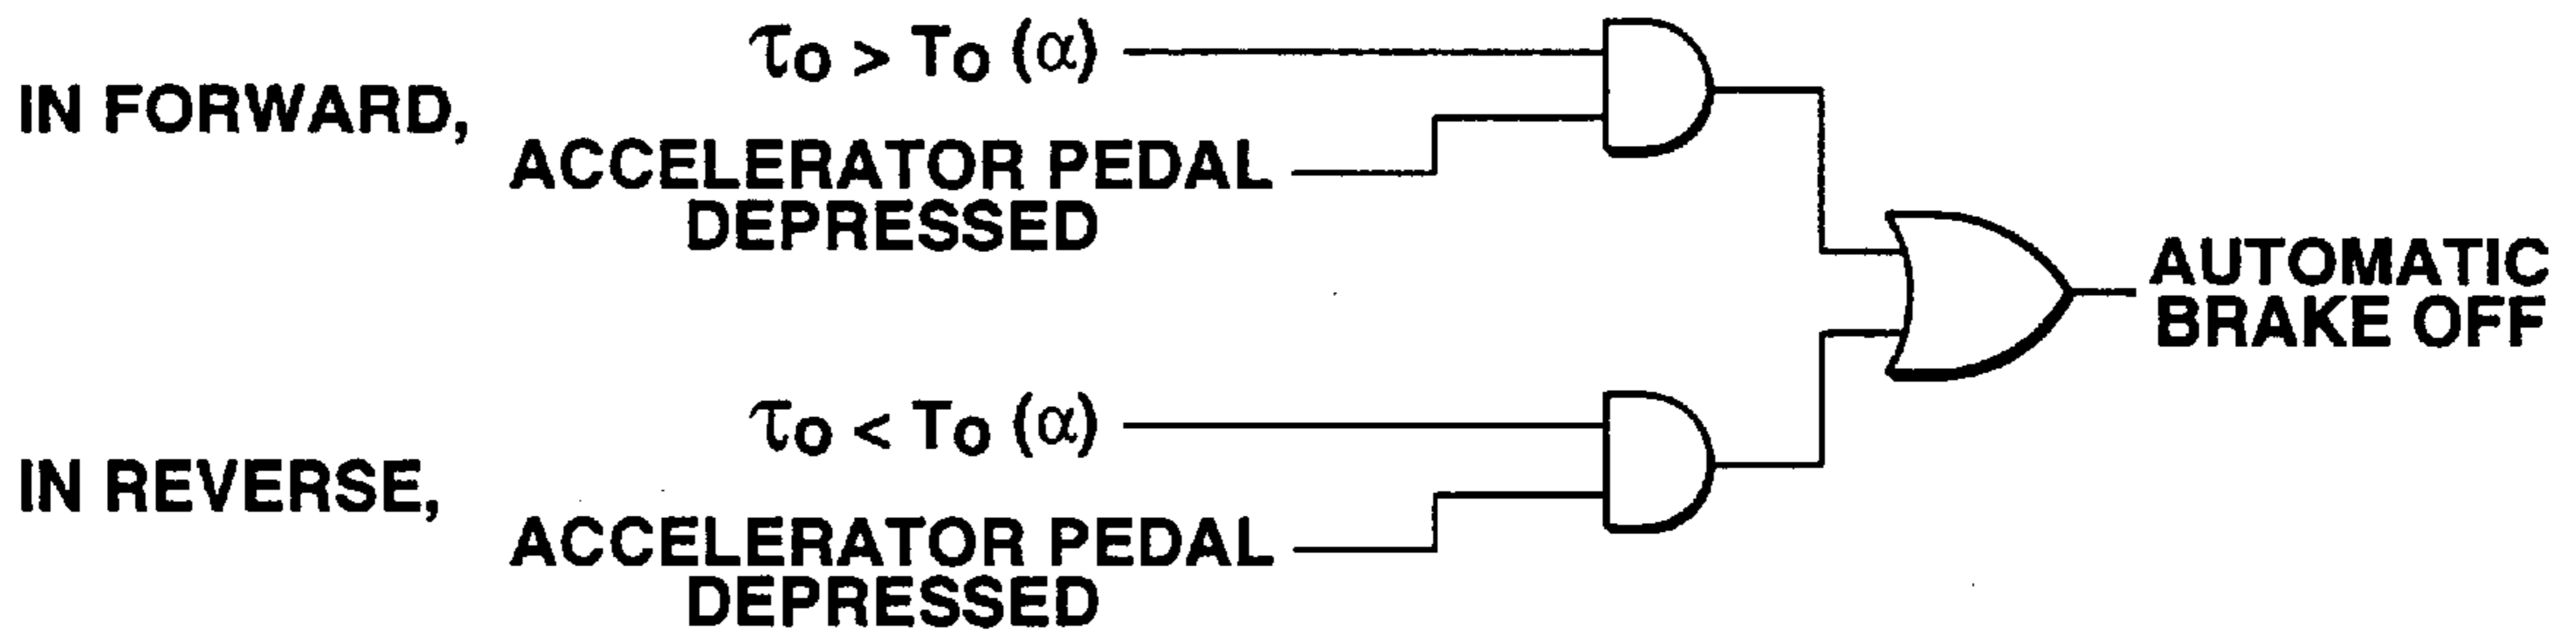 τo > To (α)
IN FORWARD,
ACCELERATOR PEDAL
DEPRESSED
AUTOMATIC
BRAKE OFF
τo < To (α)
IN REVERSE,
ACCELERATOR PEDAL
DEPRESSED